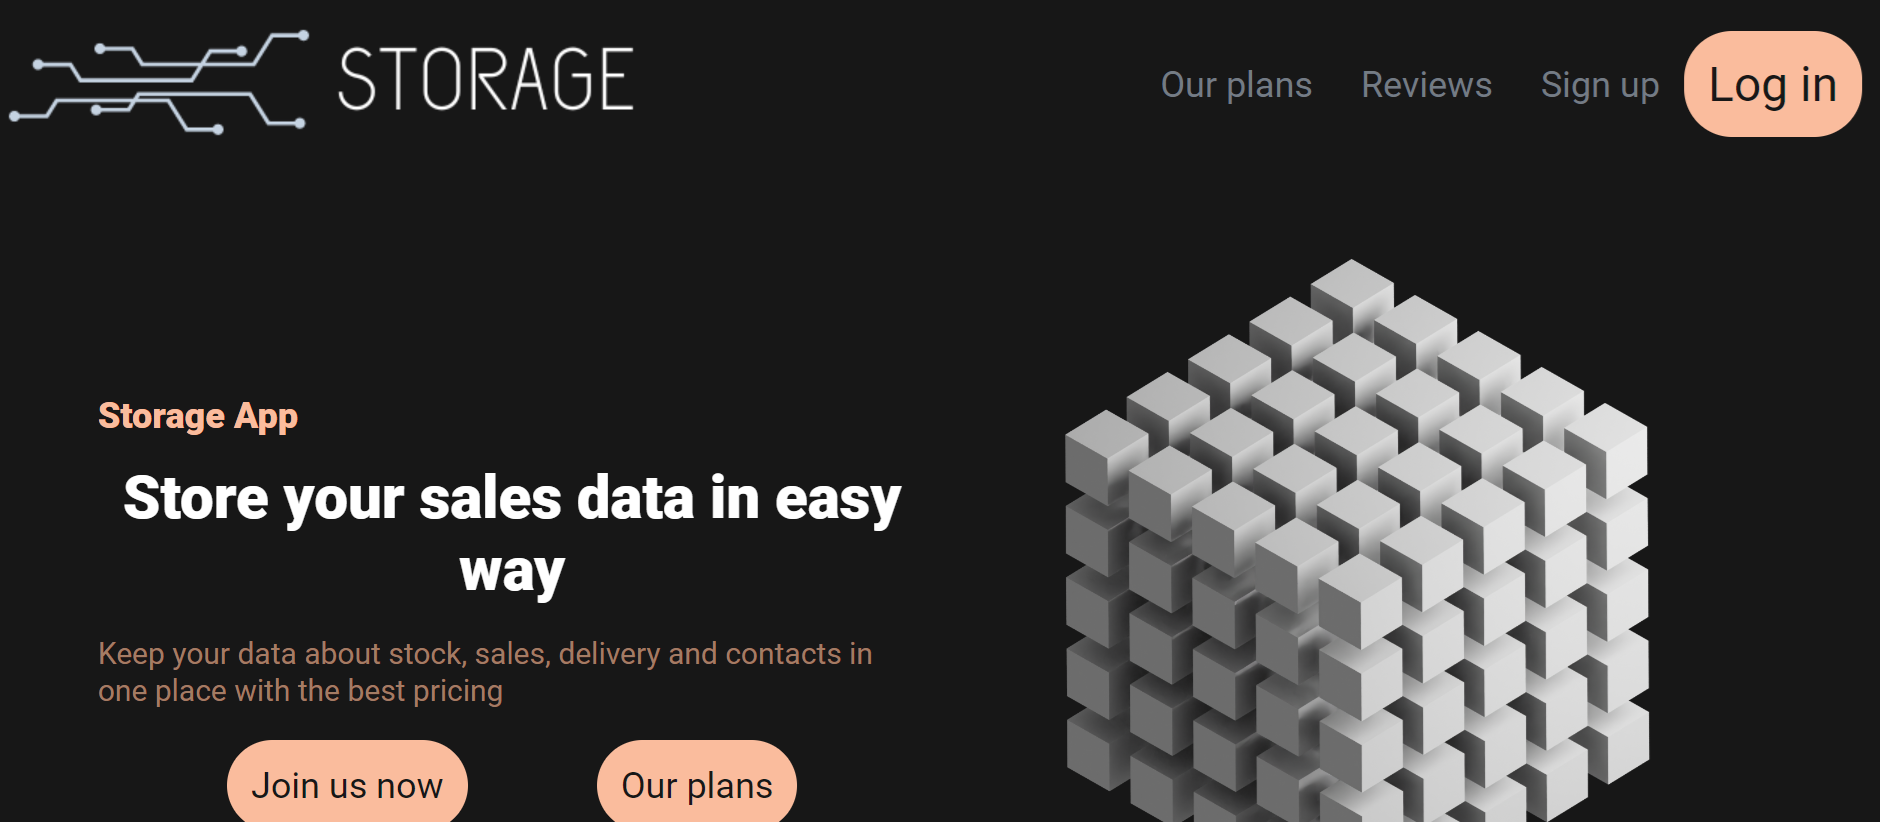 STORAGE
Our plans
Reviews
Sign up
Log in
Storage App
Store your sales data in easy
way
Keep your data about stock, sales, delivery and contacts in
one place with the best pricing
Join us now
Our plans